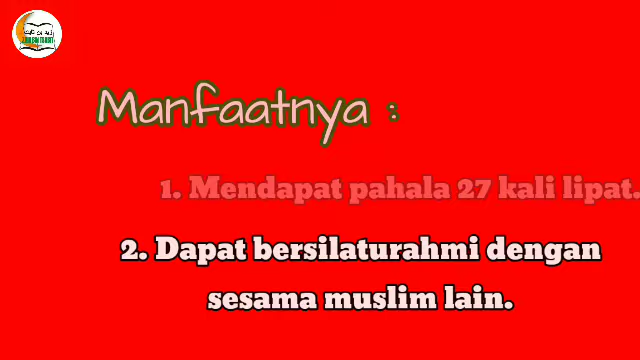 Manfaatnya :
1. Mendapat pahala 27 kali lipat.
2. Dapat bersilaturahmi dengan
sesama muslim lain.